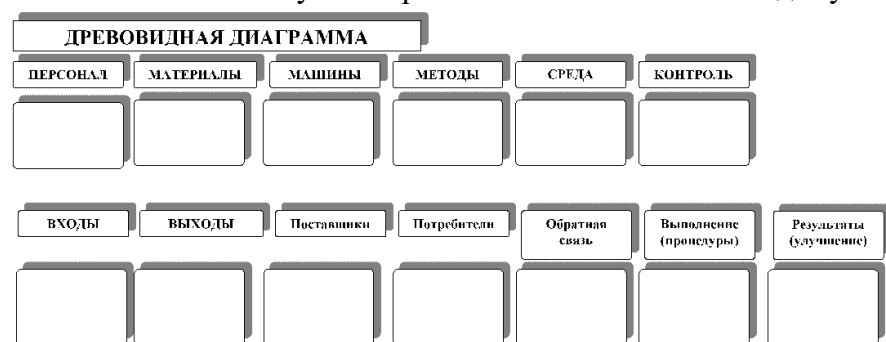 ДРЕВОВИДНАЯ ДИАГРАММА
ПЕРСОНАЛ МАТЕРИАЛЫ МАШИНЫ МЕТОДЫ СРЕДА КОНТРОЛЬ
ВХОДЫ ВЫХОДЫ Поставщики Потребители Обратная связь Выполнение (процедуры) Результаты (улучшение)